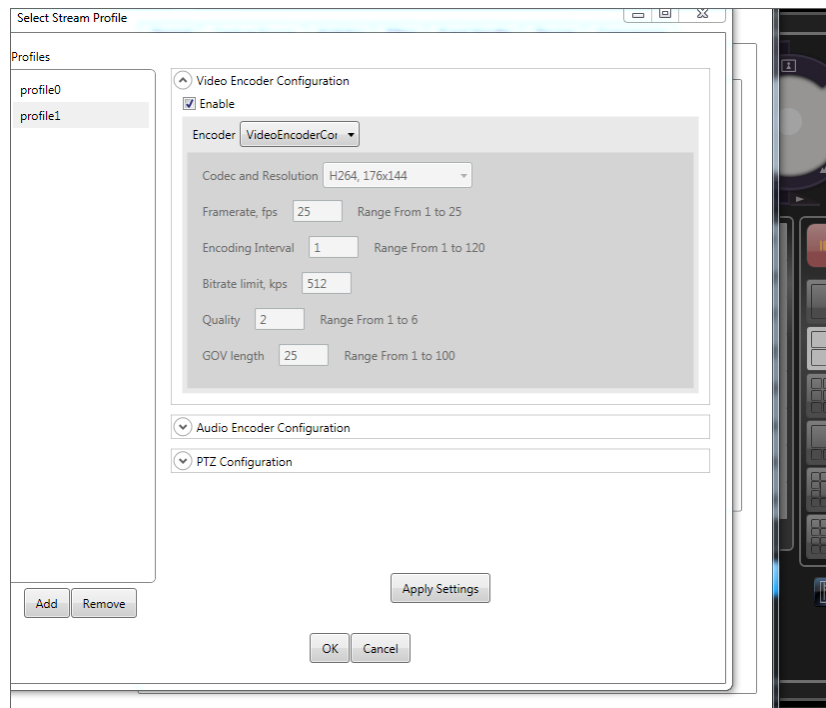 Select Stream Profile
Profiles
profile0
profile1
Video Encoder Configuration
Enable
Encoder VideoEncoderCor
Codec and Resolution H264, 176x144
Framerate, fps 25 Range From 1 to 25
Encoding Interval 1 Range From 1 to 120
Bitrate limit, kps 512
Quality 2 Range From 1 to 6
GOV length 25 Range From 1 to 100
Audio Encoder Configuration
PTZ Configuration
Apply Settings
Add Remove
OK Cancel